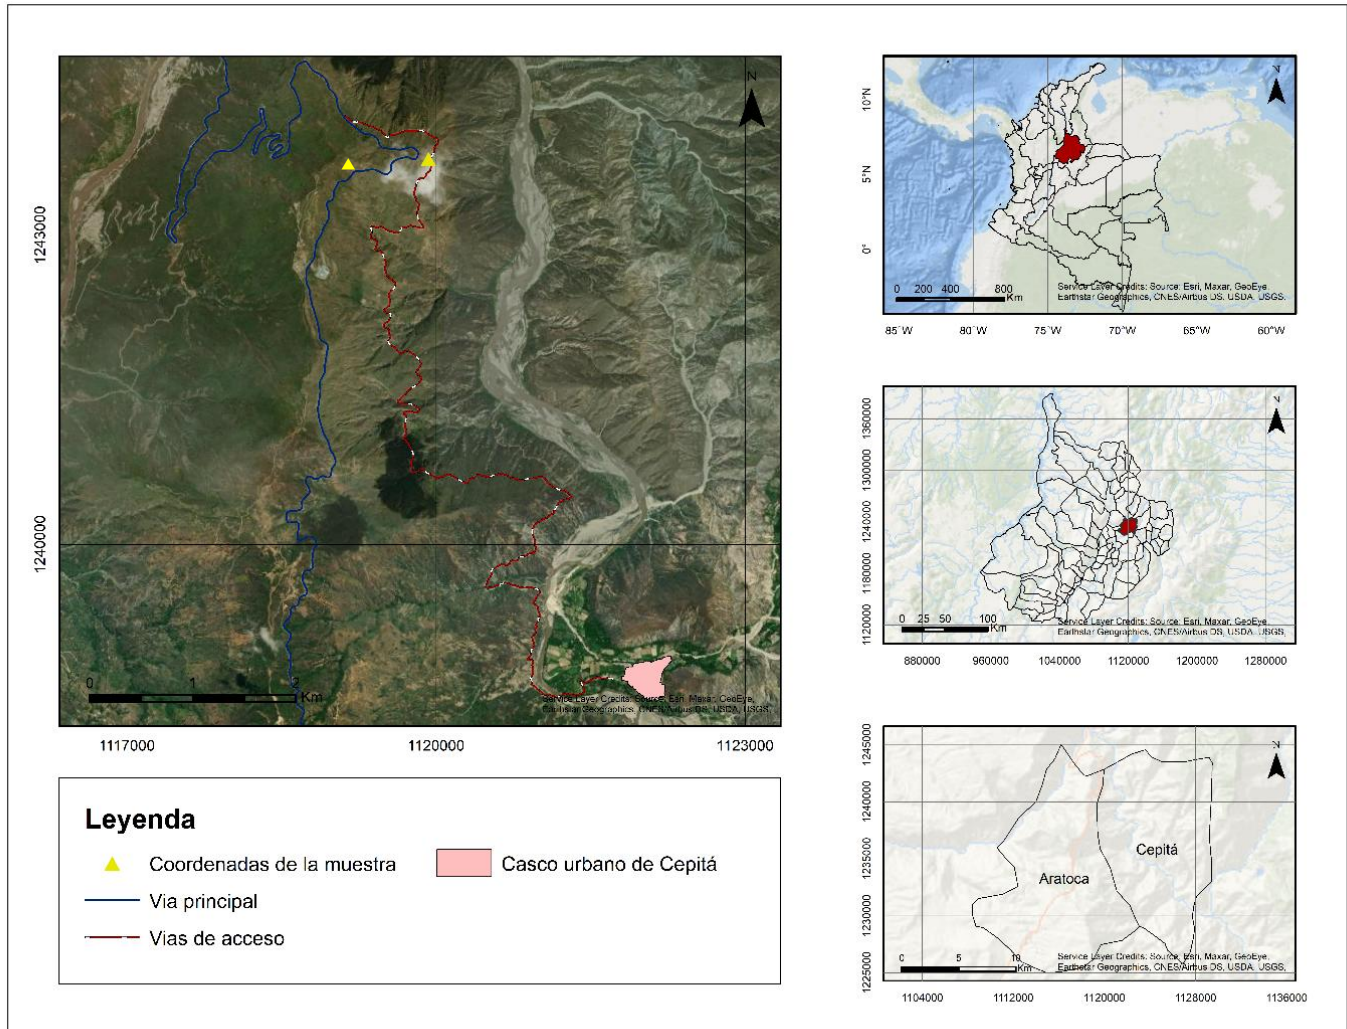 N
1243000
1240000
0 1 2
Km
Service Layer Credits: Source: Esri, Maxar, GeoEye,
Earthstar Geographics, CNES/Airbus DS, USDA, USGS,
1117000 1120000 1123000
Leyenda
Coordenadas de la muestra
Casco urbano de Cepitá
Via principal
Vias de acceso
N
10°N
5°N
0°
0 200 400 800
Km
Service Layer Credits: Source: Esri, Maxar, GeoEye,
Earthstar Geographics, CNES/Airbus DS, USDA, USGS,
85°W 80°W 75°W 70°W 65°W 60°W
N
1360000
1300000
1240000
1180000
1120000
0 25 50 100
Km
Service Layer Credits: Source: Esri, Maxar, GeoEye,
Earthstar Geographics, CNES/Airbus DS, USDA, USGS,
880000 960000 1040000 1120000 1200000 1280000
N
1245000
1240000
1235000
1230000
1225000
Cepitá
Aratoca
0 5 10
Km
Service Layer Credits: Source: Esri, Maxar, GeoEye,
Earthstar Geographics, CNES/Airbus DS, USDA, USGS,
1104000 1112000 1120000 1128000 1136000